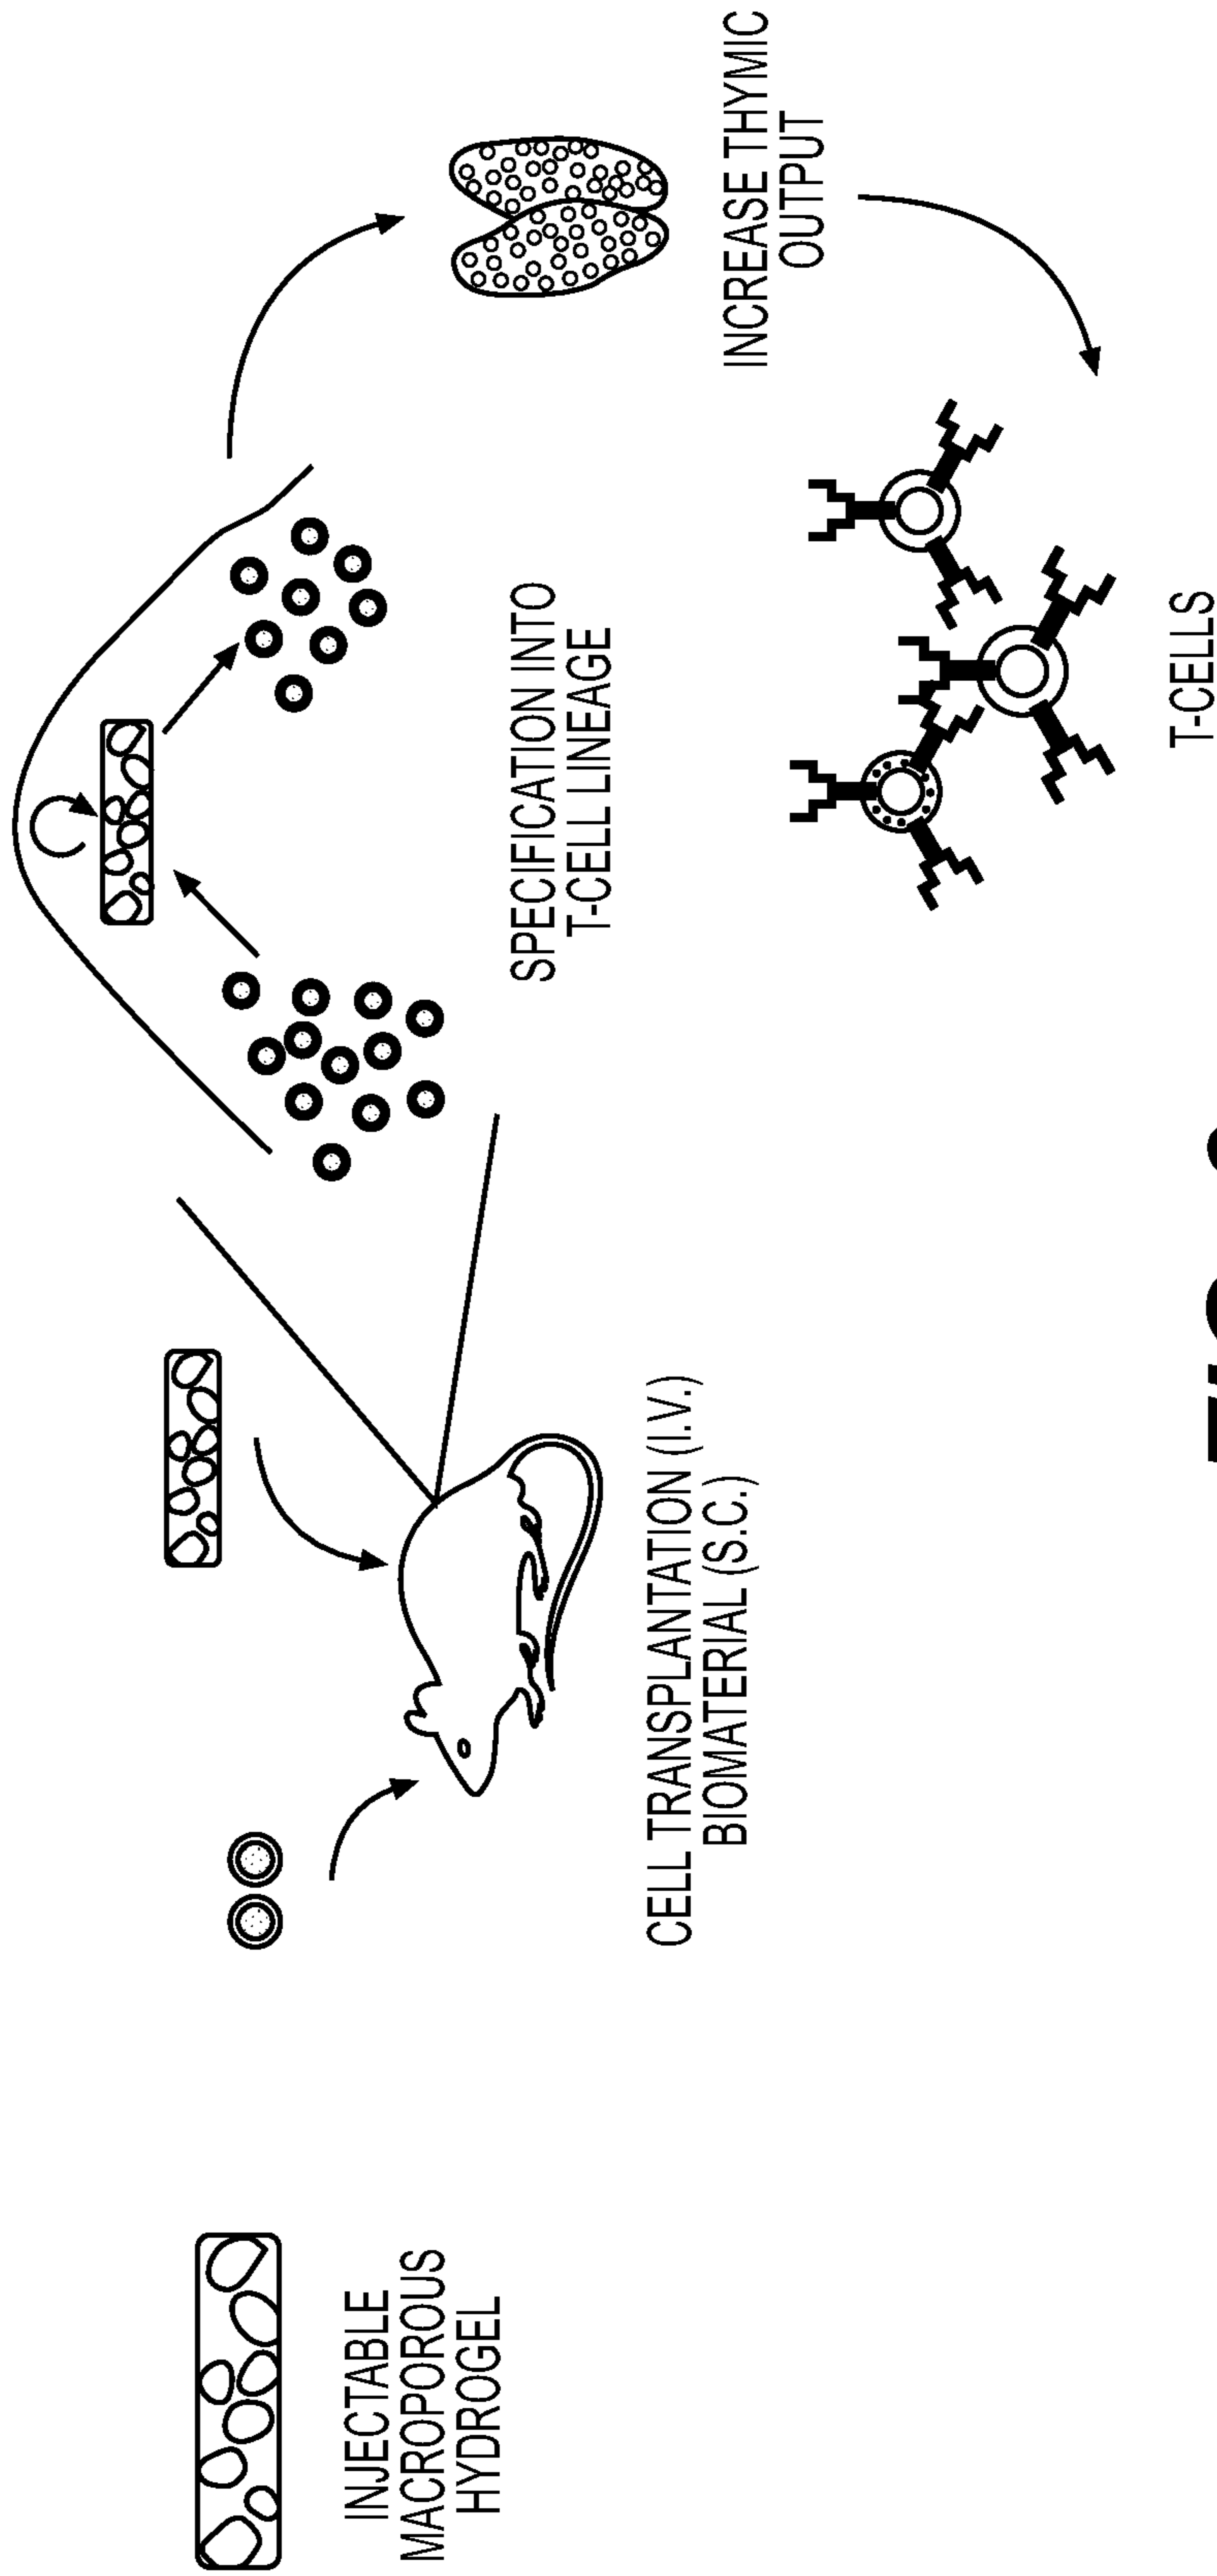 INJECTABLE
MACROPOROUS
HYDROGEL
CELL TRANSPLANTATION (I.V.)
BIOMATERIAL (S.C.)
SPECIFICATION INTO
T-CELL LINEAGE
INCREASE THYMIC
OUTPUT
T-CELLS